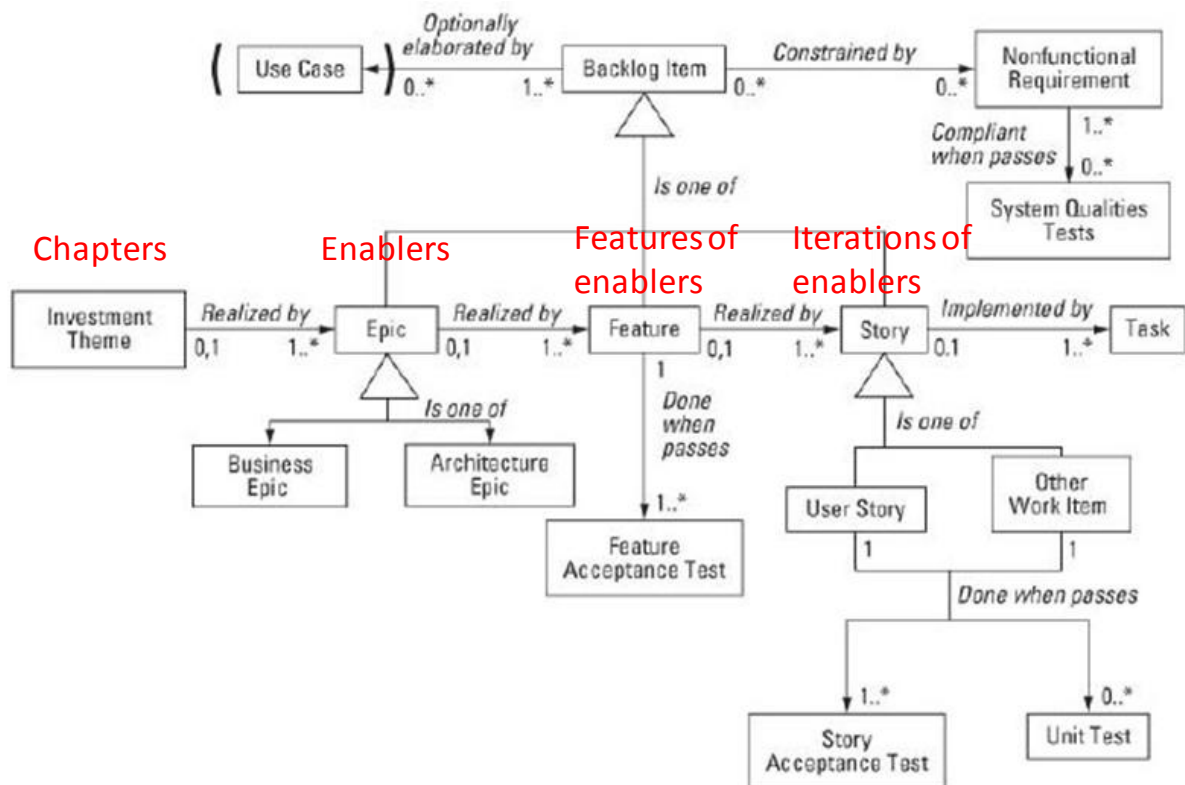 Optionally
elaborated by
Constrained by
( Use Case )
Backlog Item
Nonfunctional
Requirement
0..*
1..*
0..*
0..*
1..*
Compliant
when passes
0..*
Is one of
System Qualities
Tests
Chapters
Enablers
Features of
enablers
Iterations of
enablers
Investment
Theme
Realized by
0,1
1..*
Epic
Realized by
0,1
1..*
Feature
Realized by
0,1
1..*
Story
Implemented by
0.1
1..*
Task
1
Is one of
Done
when
passes
Is one of
Business
Epic
Architecture
Epic
User Story
Other
Work Item
1..*
1
1
Feature
Acceptance Test
Done when passes
1..*
0..*
Story
Acceptance Test
Unit Test